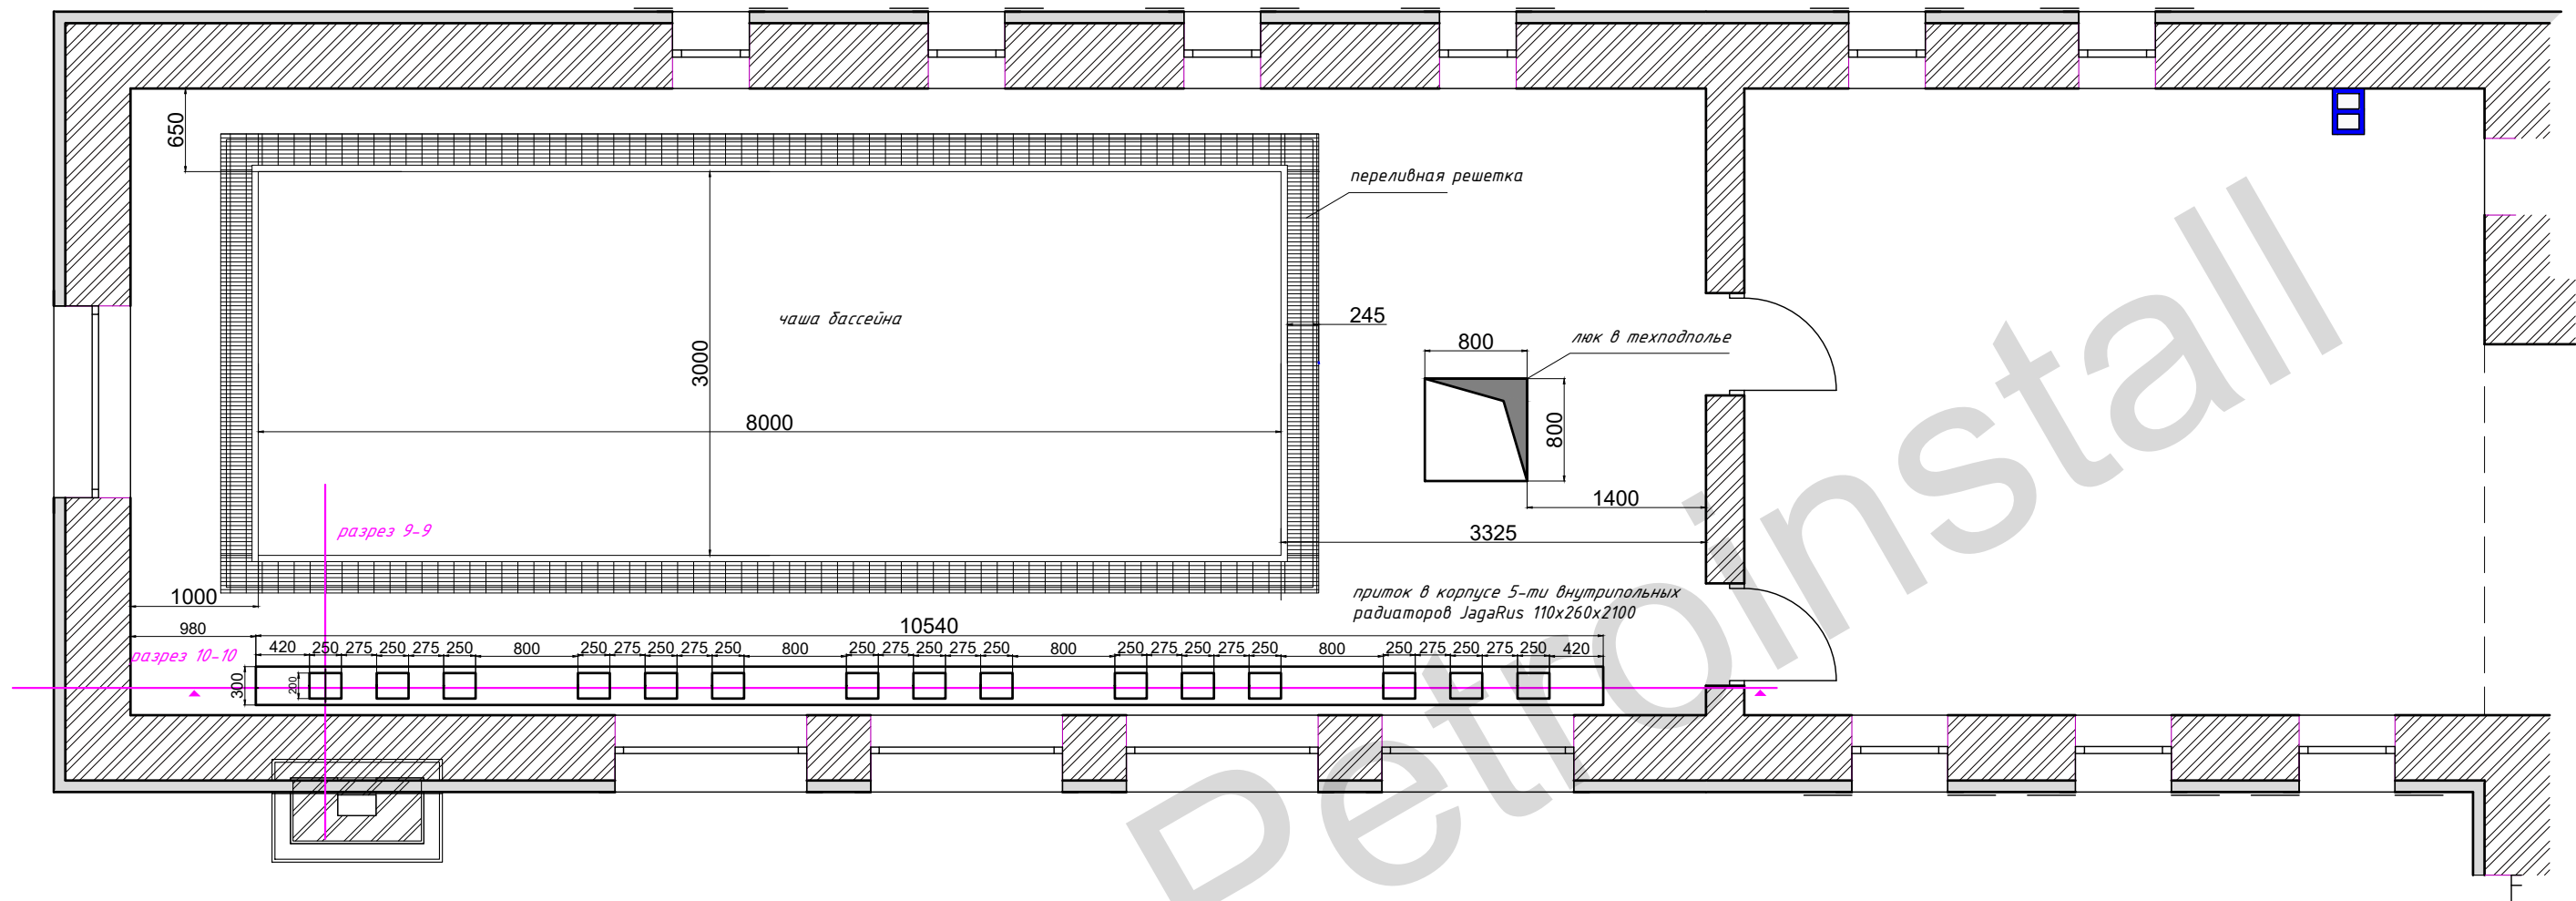 650
переливная решетка
чаша бассейна
245
800
люк в техподполье
3000
8000
800
1400
3325
разрез 9-9
приток в корпусе 5-ти внутрипольных
радиаторов JagaRus 110x260x2100
1000
980
10540
420 250 275 250 275 250 800 250 275 250 275 250 800 250 275 250 275 250 800 250 275 250 275 250 800 250 275 250 275 250 420
разрез 10-10
300
200
Petroinstall